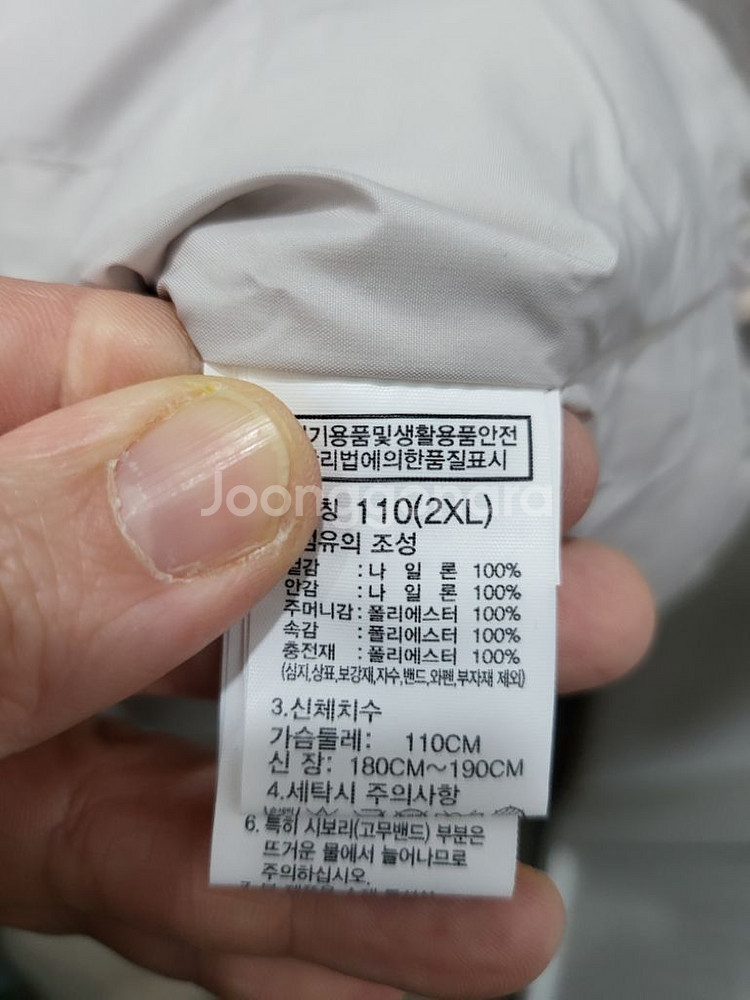 기용품및생활용품안전
리법에의한품질표시
칭 110(2XL)
유의 조성
겉감 : 나 일 론 100%
안감 : 나 일 론 100%
주머니감 : 폴리에스터 100%
속감 : 폴리에스터 100%
충전재 : 폴리에스터 100%
(심지,상표,보강재,자수,밴드,와펜,부자재 제외)
3.신체치수
가슴둘레: 110CM
신 장: 180CM~190CM
4.세탁시 주의사항
6. 특히 시보리(고무밴드) 부분은
뜨거운 물에서 늘어나므로
주의하십시오.
Joonggonara